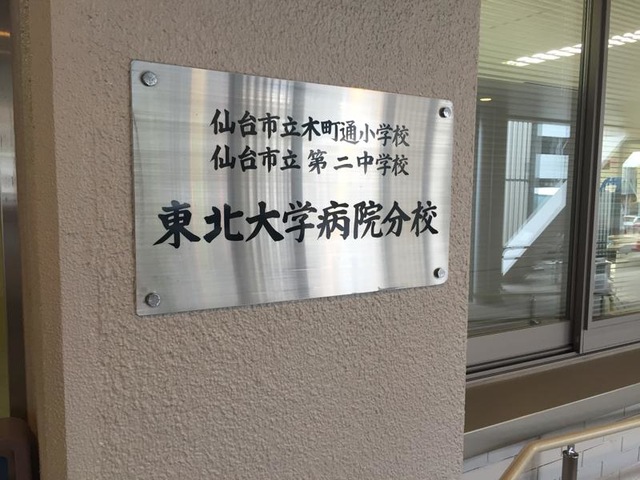 仙台市立木町通小学校
仙台市立第二中学校
東北大学病院分校